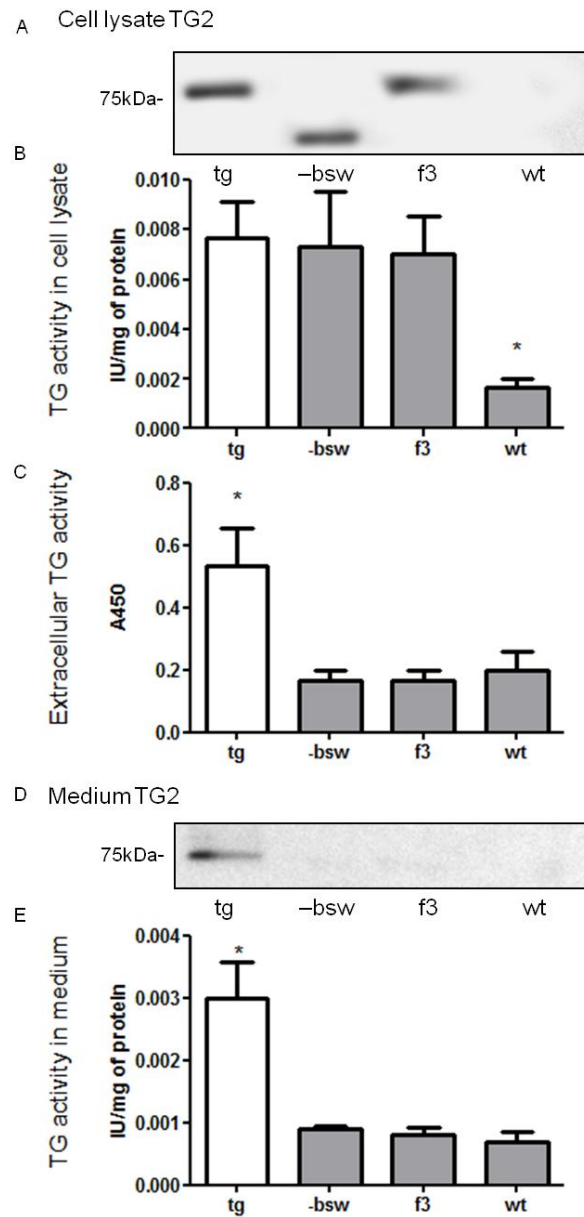 A Cell lysate TG2
75kDa-
tg –bsw f3 wt
B
TG activity in cell lysate
IU/mg of protein
0.010
0.008
0.006
0.004
0.002
0.000
*
tg -bsw f3 wt
C
Extracellular TG activity
A450
0.8
0.6
0.4
0.2
0.0
*
tg -bsw f3 wt
D Medium TG2
75kDa-
tg –bsw f3 wt
E
TG activity in medium
IU/mg of protein
0.004
0.003
0.002
0.001
0.000
*
tg -bsw f3 wt